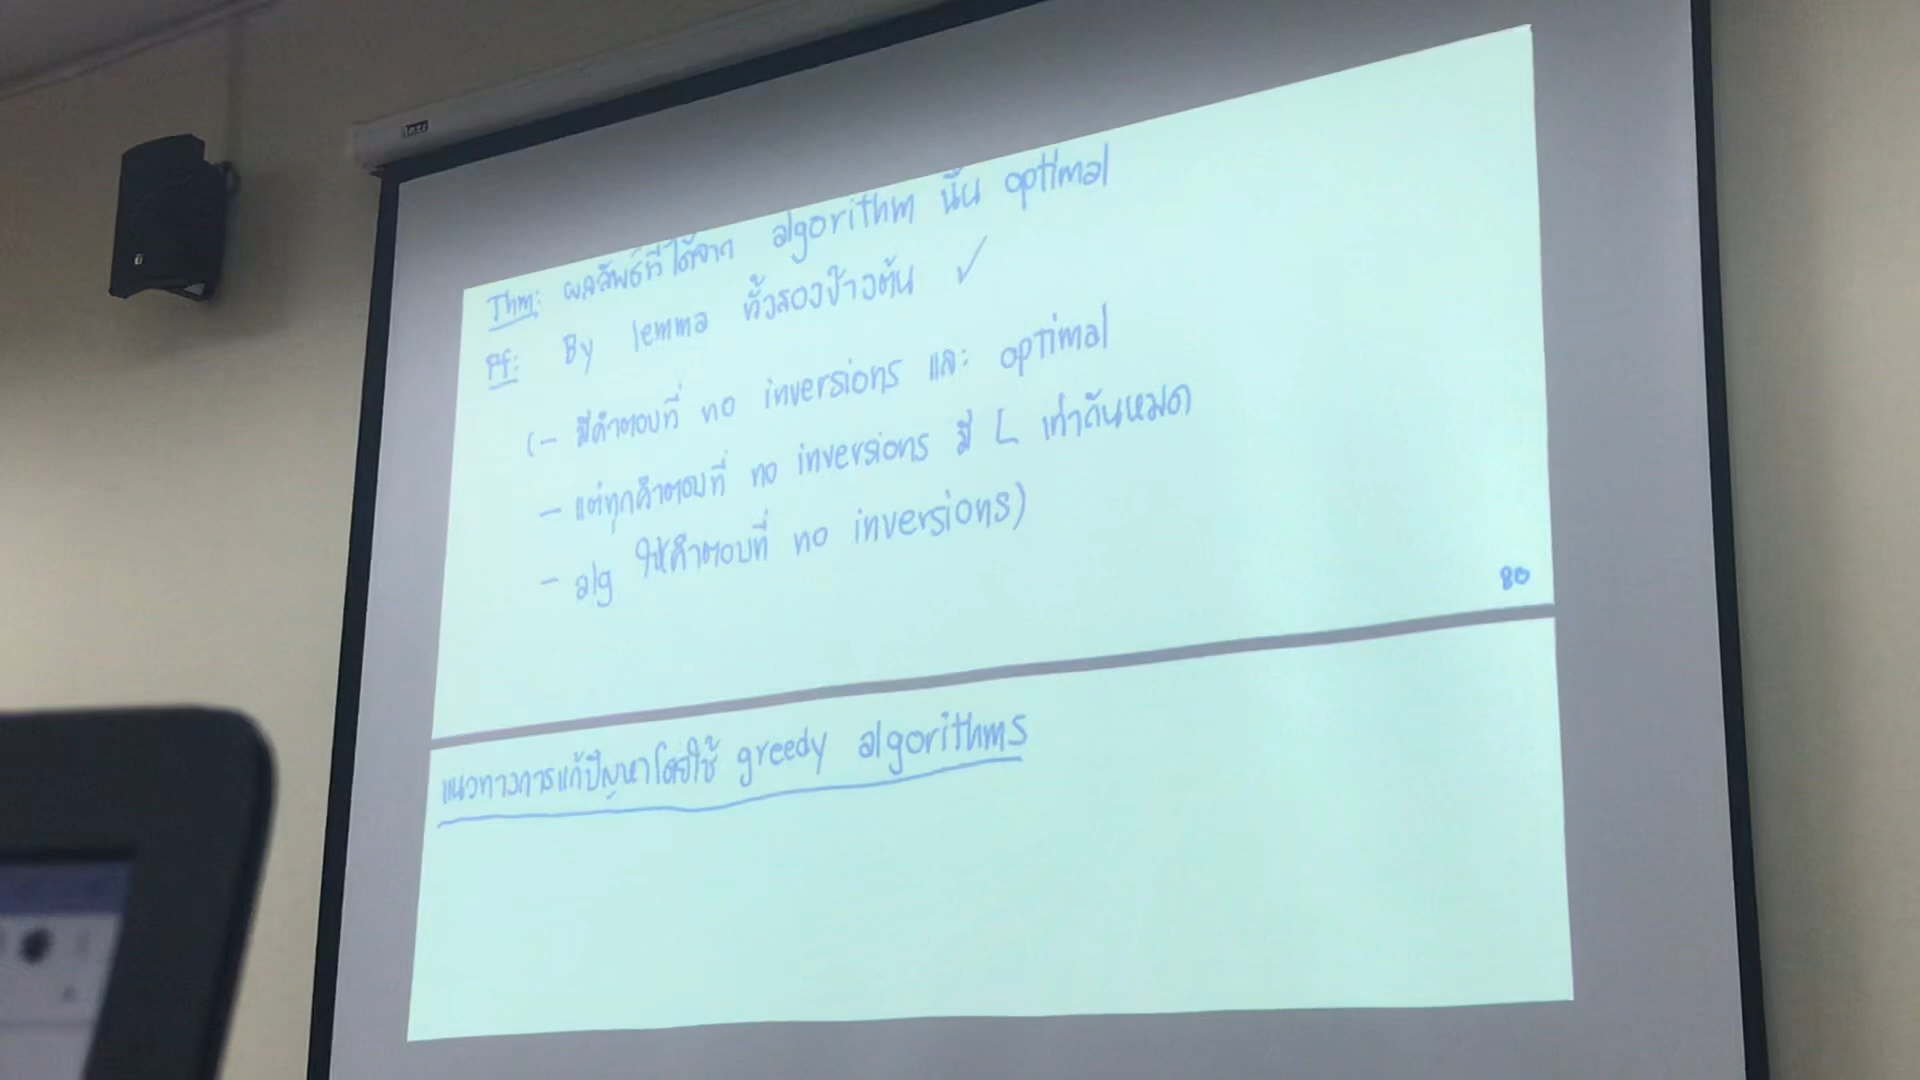 Thm: ผลลัพธ์ที่ได้จาก algorithm นั้น optimal
Pf: By lemma ทั้งสองข้างต้น ✓
(- มีคำตอบที่ no inversions และ optimal
- แต่ทุกคำตอบที่ no inversions มี L เท่ากันหมด
- alg ให้คำตอบที่ no inversions)
80
แนวทางการแก้ปัญหาโดยใช้ greedy algorithms